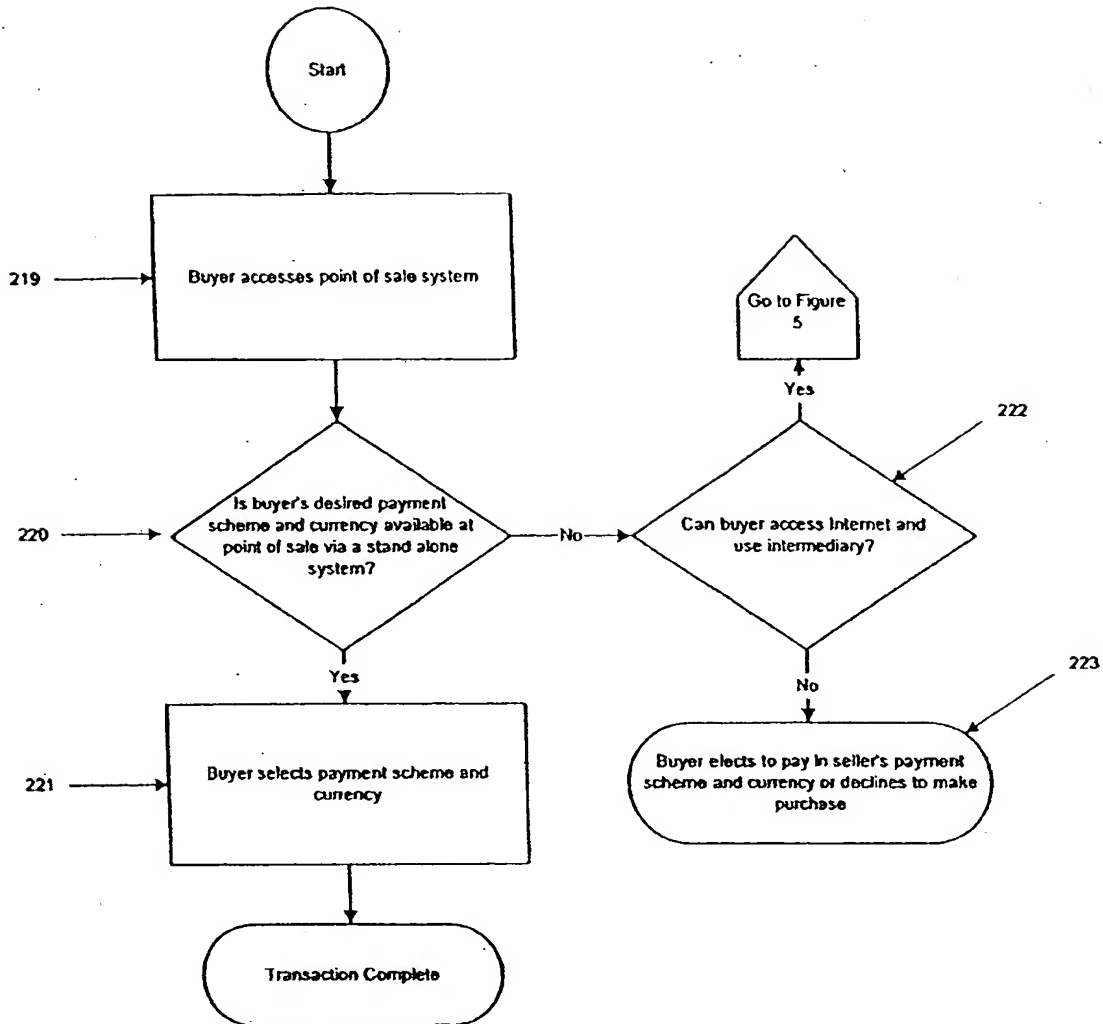 Start
219
Buyer accesses point of sale system
Go to Figure
5
Yes
222
220
Is buyer's desired payment
scheme and currency available at
point of sale via a stand alone
system?
No
Can buyer access Internet and
use intermediary?
Yes
No
223
221
Buyer selects payment scheme and
currency
Buyer elects to pay in seller's payment
scheme and currency or declines to make
purchase
Transaction Complete